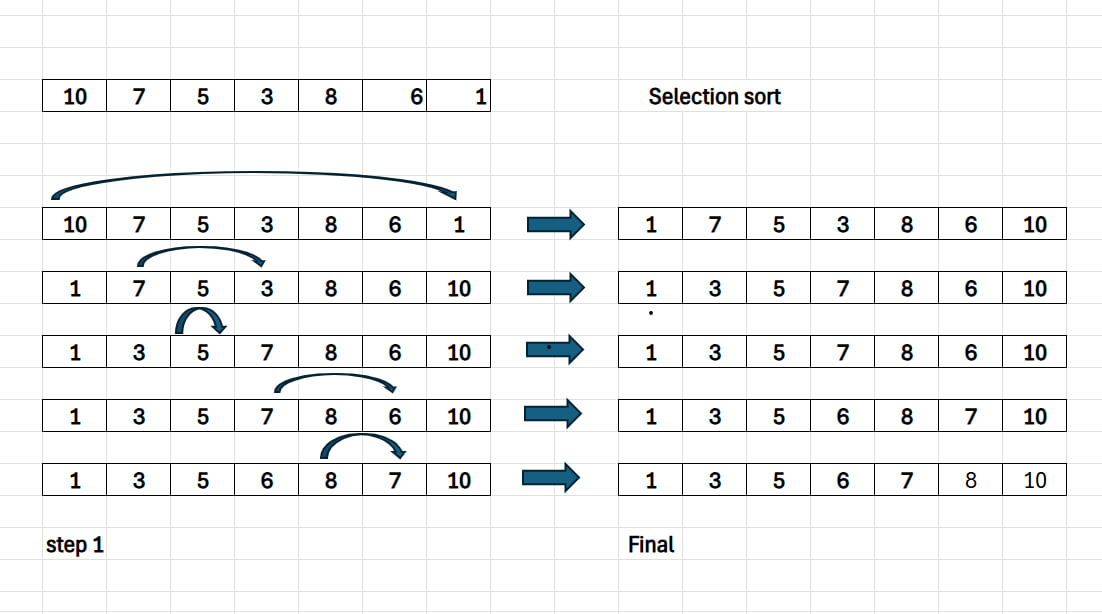 10 7 5 3 8 6 1 Selection sort
10 7 5 3 8 6 1 1 7 5 3 8 6 10
1 7 5 3 8 6 10 1 3 5 7 8 6 10
1 3 5 7 8 6 10 1 3 5 7 8 6 10
1 3 5 7 8 6 10 1 3 5 6 8 7 10
1 3 5 6 8 7 10 1 3 5 6 7 8 10
step 1 Final